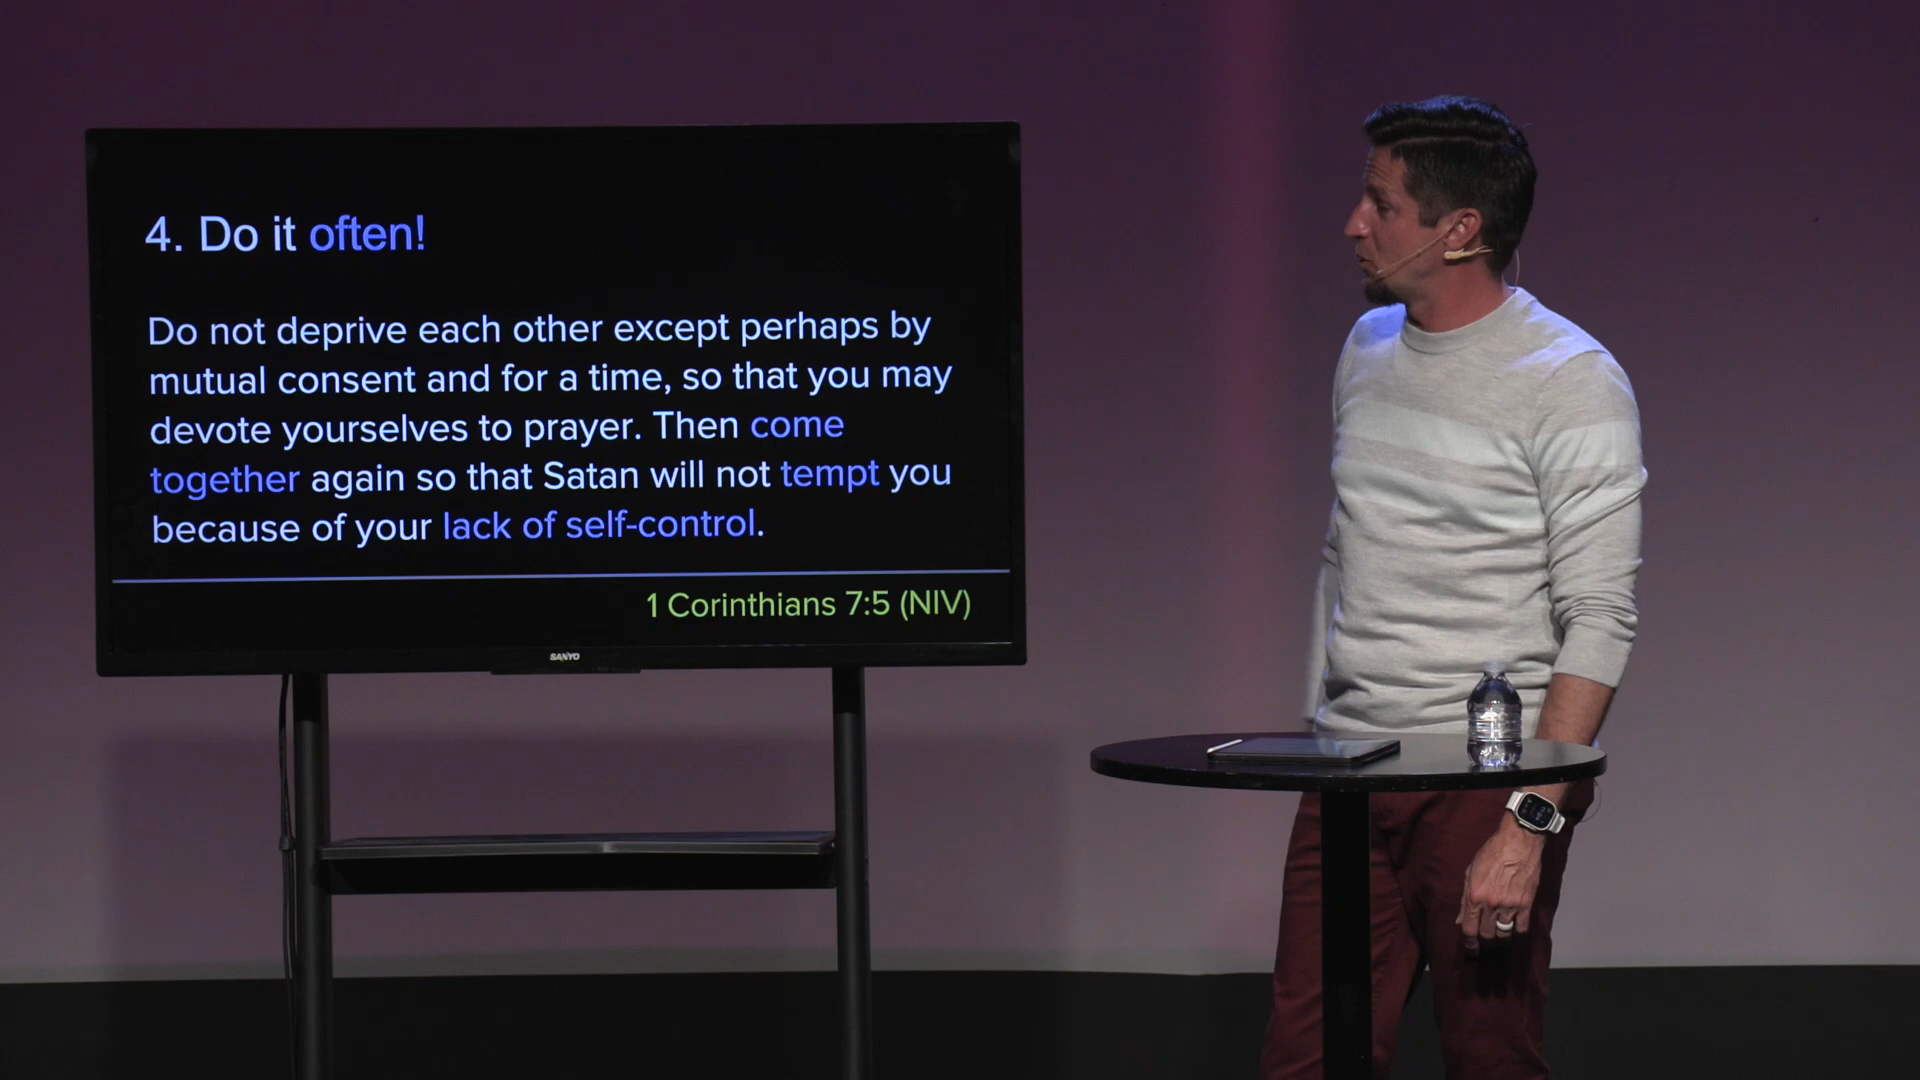 4. Do it often!
Do not deprive each other except perhaps by
mutual consent and for a time, so that you may
devote yourselves to prayer. Then come
together again so that Satan will not tempt you
because of your lack of self-control.
1 Corinthians 7:5 (NIV)
SANYO